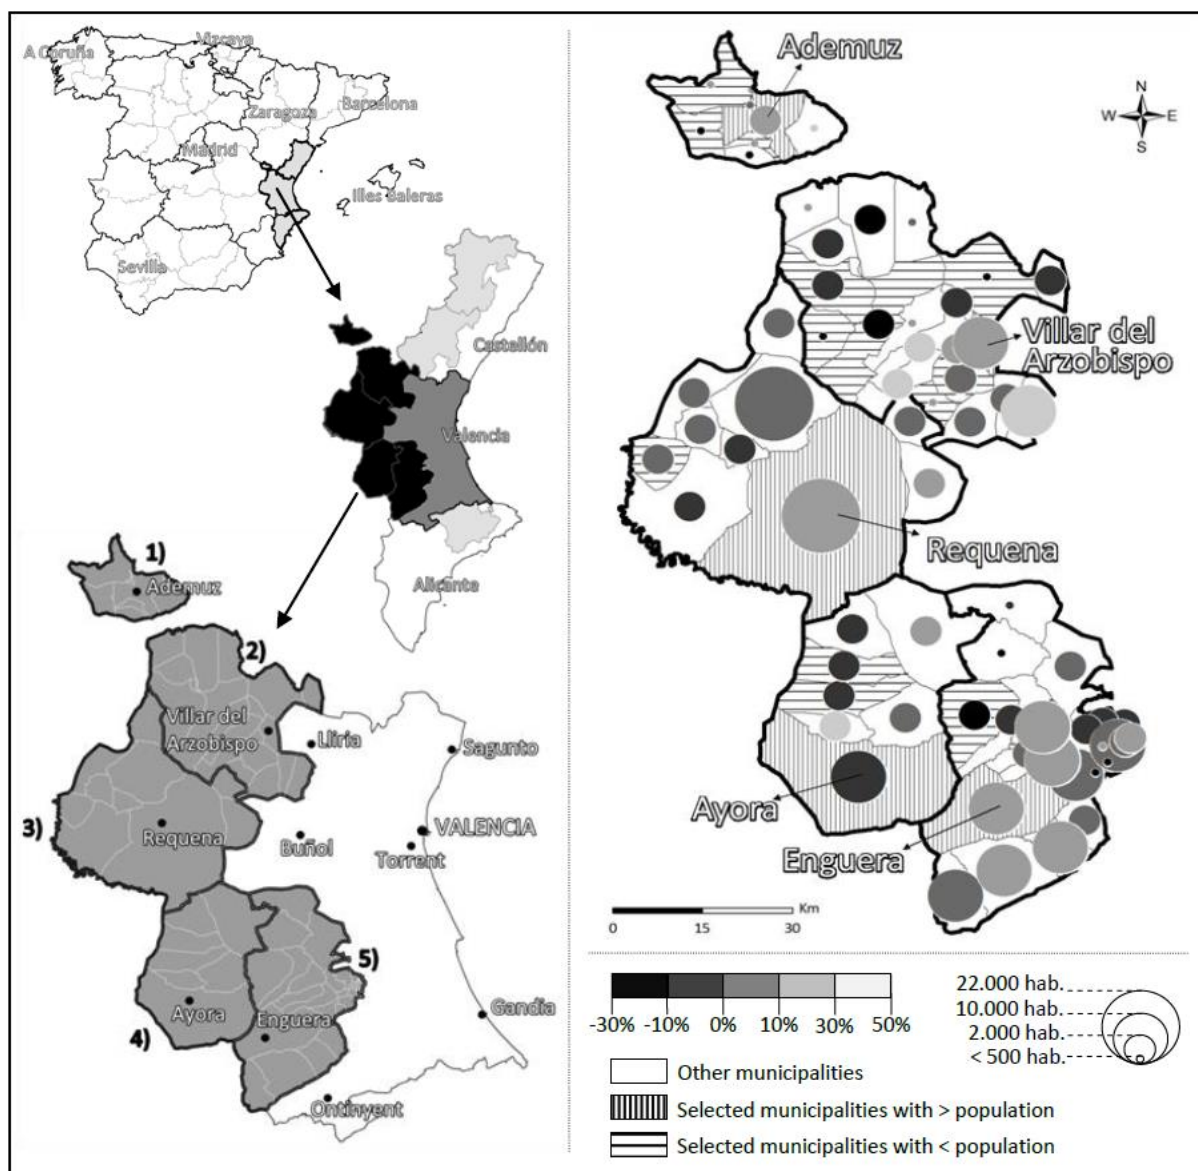 A Coruña
Vizcaya
Zaragoza
Barcelona
Madrid
Illes Baleras
Sevilla
Castellón
Valencia
Alicante
1)
Ademuz
2)
Villar del
Arzobispo
Llíria
Sagunto
3)
Requena
Buñol
VALENCIA
Torrent
5)
Ayora
Enguera
Gandia
4)
Ontinyent
Ademuz
N
W
E
S
Villar del
Arzobispo
Requena
Ayora
Enguera
Km
0 15 30
-30% -10% 0% 10% 30% 50%
22.000 hab.
10.000 hab.
2.000 hab.
< 500 hab.
Other municipalities
Selected municipalities with > population
Selected municipalities with < population